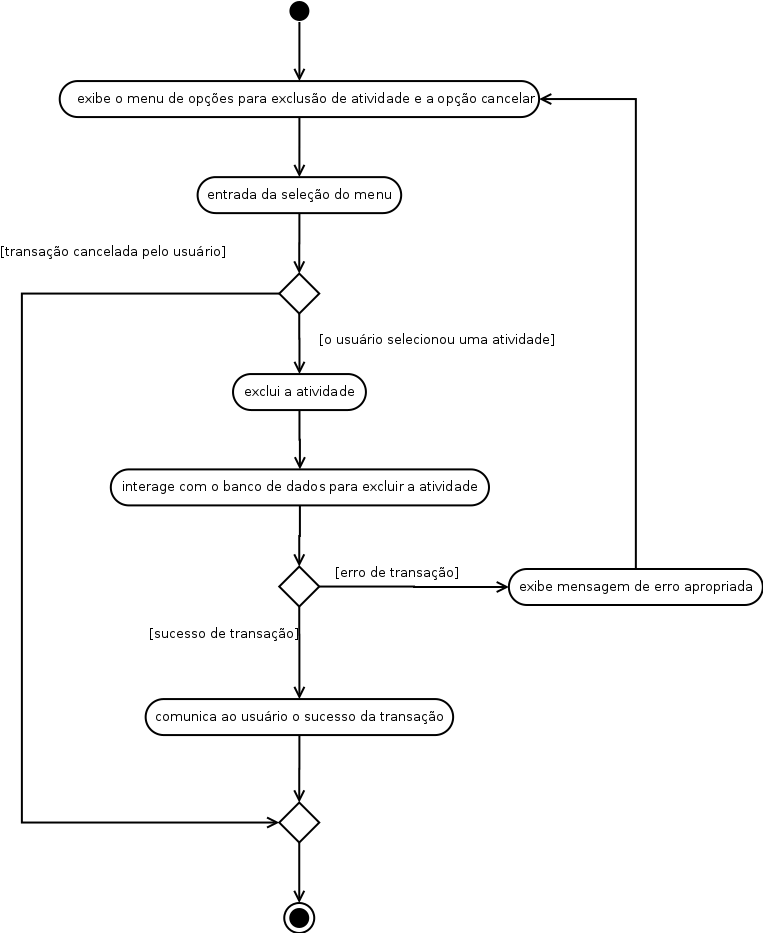 exibe o menu de opções para exclusão de atividade e a opção cancelar
entrada da seleção do menu
[transação cancelada pelo usuário]
[o usuário selecionou uma atividade]
exclui a atividade
interage com o banco de dados para excluir a atividade
[erro de transação]
exibe mensagem de erro apropriada
[sucesso de transação]
comunica ao usuário o sucesso da transação